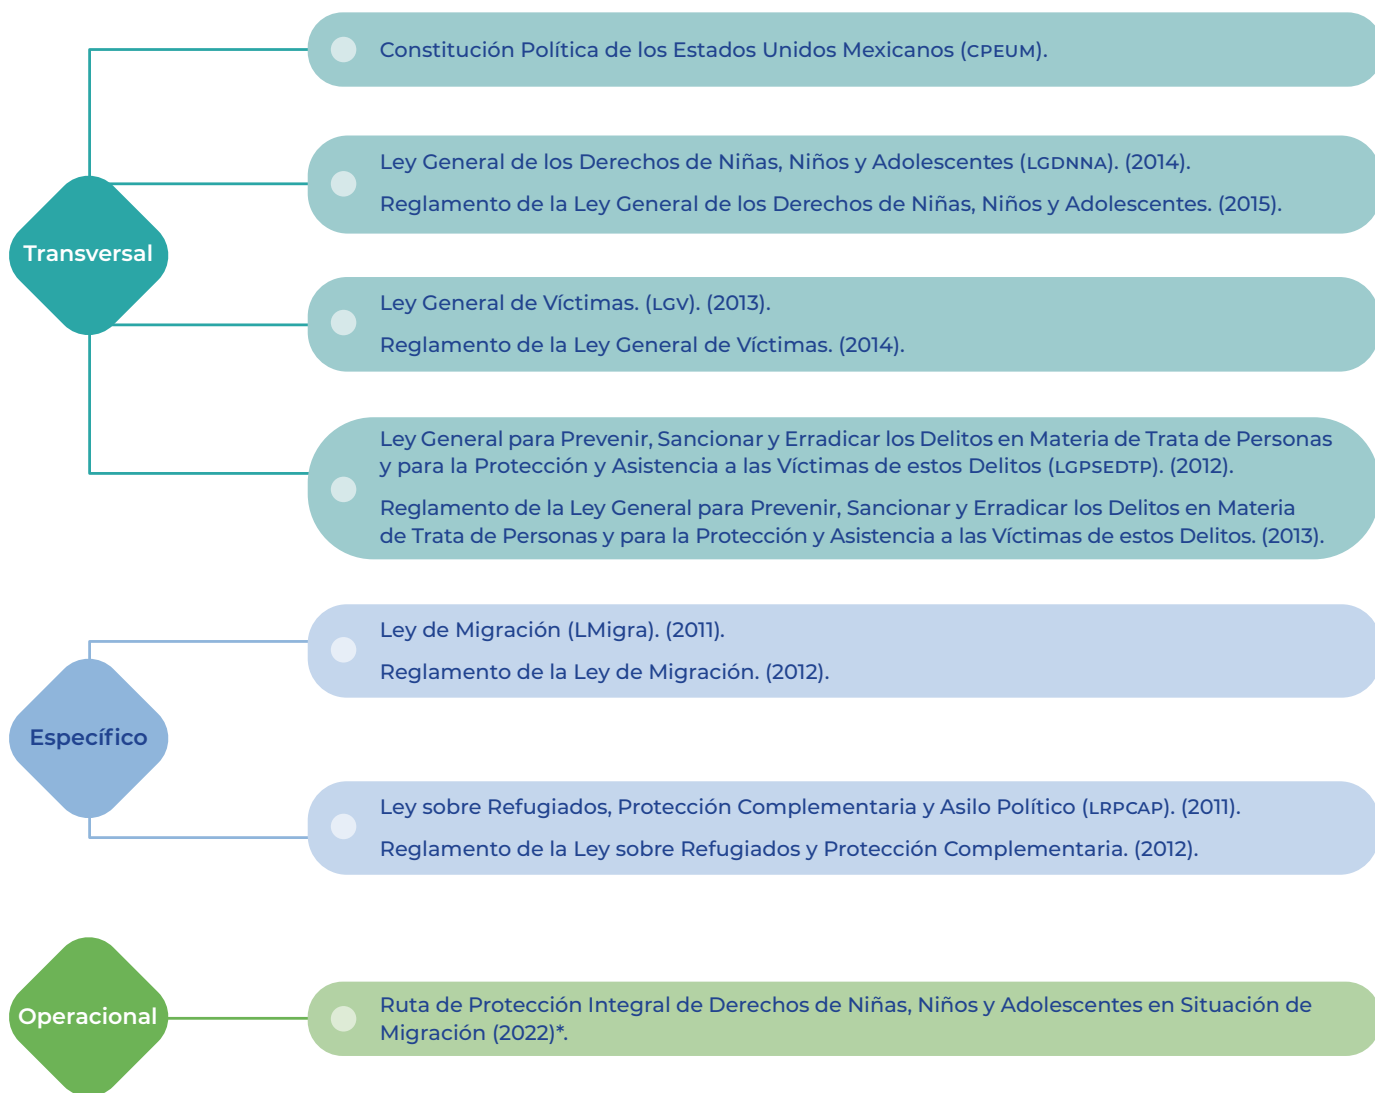 Transversal
Constitución Política de los Estados Unidos Mexicanos (CPEUM).
Ley General de los Derechos de Niñas, Niños y Adolescentes (LGDNNA). (2014).
Reglamento de la Ley General de los Derechos de Niñas, Niños y Adolescentes. (2015).
Ley General de Víctimas. (LGV). (2013).
Reglamento de la Ley General de Víctimas. (2014).
Ley General para Prevenir, Sancionar y Erradicar los Delitos en Materia de Trata de Personas
y para la Protección y Asistencia a las Víctimas de estos Delitos (LGPSEDTP). (2012).
Reglamento de la Ley General para Prevenir, Sancionar y Erradicar los Delitos en Materia
de Trata de Personas y para la Protección y Asistencia a las Víctimas de estos Delitos. (2013).
Específico
Ley de Migración (LMigra). (2011).
Reglamento de la Ley de Migración. (2012).
Ley sobre Refugiados, Protección Complementaria y Asilo Político (LRPCAP). (2011).
Reglamento de la Ley sobre Refugiados y Protección Complementaria. (2012).
Operacional
Ruta de Protección Integral de Derechos de Niñas, Niños y Adolescentes en Situación de
Migración (2022)*.